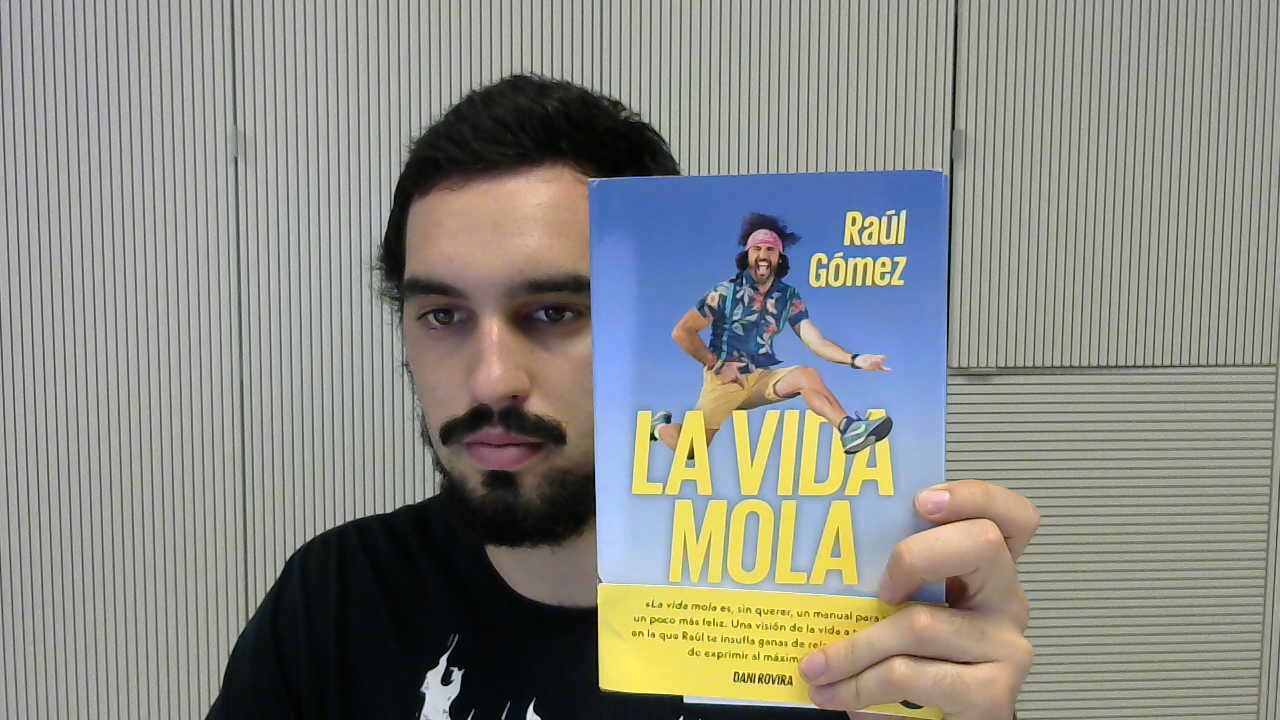 Raúl
Gómez
LA VIDA
MOLA
«La vida mola es, sin querer, un manual para
un poco más feliz. Una visión de la vida a
en la que Raúl te insufla ganas de
de exprimir al
DANI ROVIRA